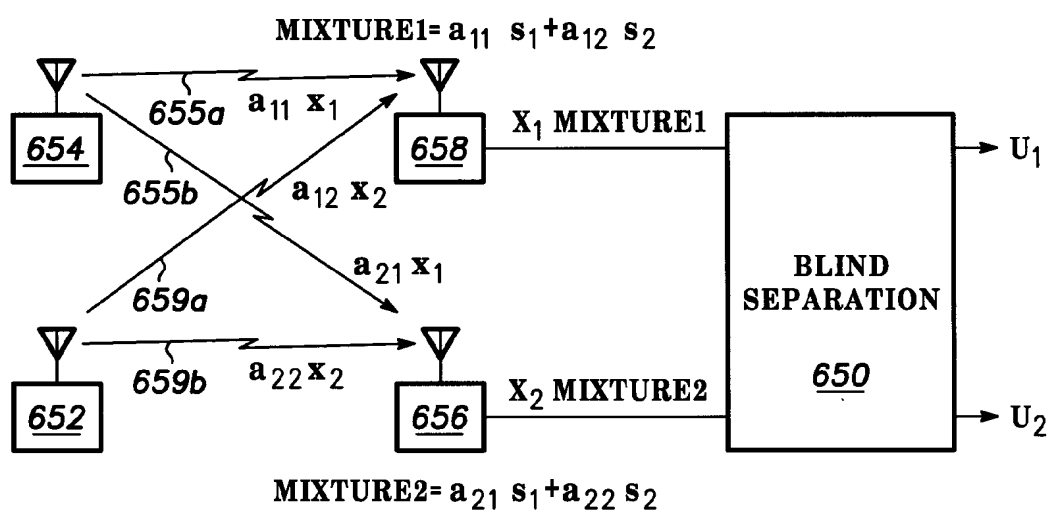 MIXTURE1= a11 s1+a12 s2
655a
a11 x1
654
658
X1 MIXTURE1
U1
655b
a12 x2
a21 x1
659a
BLIND
SEPARATION
650
659b
a22 x2
652
656
X2 MIXTURE2
U2
MIXTURE2= a21 s1+a22 s2